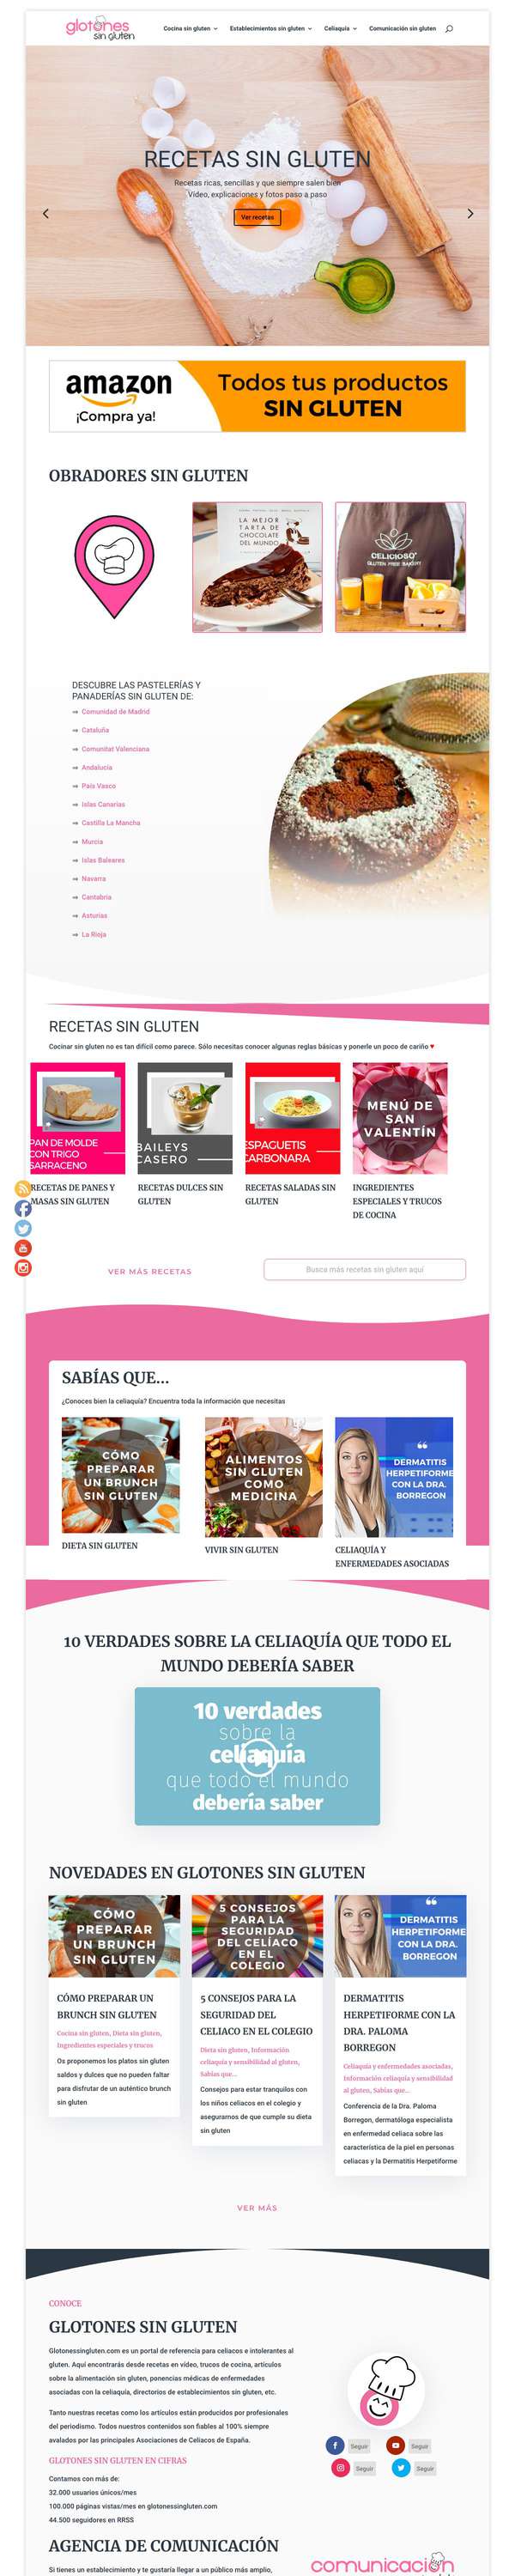 glotones
sin gluten
Cocina sin gluten
Establecimientos sin gluten
Celiaquía
Comunicación sin gluten
RECETAS SIN GLUTEN
Recetas ricas, sencillas y que siempre salen bien
Vídeo, explicaciones y fotos paso a paso
Ver recetas
amazon
¡Compra ya!
Todos tus productos
SIN GLUTEN
OBRADORES SIN GLUTEN
LA MEJOR
TARTA DE
CHOCOLATE
DEL MUNDO
CELICIOSO
GLUTEN FREE BAKERY
DESCUBRE LAS PASTELERÍAS Y
PANADERÍAS SIN GLUTEN DE:
Comunidad de Madrid
Cataluña
Comunitat Valenciana
Andalucía
País Vasco
Islas Canarias
Castilla La Mancha
Murcia
Islas Baleares
Navarra
Cantabria
Asturias
La Rioja
RECETAS SIN GLUTEN
Cocinar sin gluten no es tan difícil como parece. Sólo necesitas conocer algunas reglas básicas y ponerle un poco de cariño ♥
PAN DE MOLDE
CON TRIGO
SARRACENO
BAILEYS
CASERO
ESPAGUETIS
CARBONARA
MENÚ DE
SAN
VALENTÍN
RECETAS DE PANES Y
MASAS SIN GLUTEN
RECETAS DULCES SIN
GLUTEN
RECETAS SALADAS SIN
GLUTEN
INGREDIENTES
ESPECIALES Y TRUCOS
DE COCINA
VER MÁS RECETAS
Busca más recetas sin gluten aquí
SABÍAS QUE…
¿Conoces bien la celiaquía? Encuentra toda la información que necesitas
CÓMO
PREPARAR
UN BRUNCH
SIN GLUTEN
ALIMENTOS
SIN GLUTEN
COMO
MEDICINA
DERMATITIS
HERPETIFORME
CON LA DRA.
BORREGON
DIETA SIN GLUTEN
VIVIR SIN GLUTEN
CELIAQUÍA Y
ENFERMEDADES ASOCIADAS
10 VERDADES SOBRE LA CELIAQUÍA QUE TODO EL
MUNDO DEBERÍA SABER
10 verdades
sobre la
celiaquía
que todo el mundo
debería saber
NOVEDADES EN GLOTONES SIN GLUTEN
CÓMO
PREPARAR
UN BRUNCH
SIN GLUTEN
5 CONSEJOS
PARA LA
SEGURIDAD
DEL CELÍACO
EN EL
COLEGIO
DERMATITIS
HERPETIFORME
CON LA DRA.
BORREGON
CÓMO PREPARAR UN
BRUNCH SIN GLUTEN
Cocina sin gluten, Dieta sin gluten,
Ingredientes especiales y trucos
Os proponemos los platos sin gluten
saldos y dulces que no pueden faltar
para disfrutar de un auténtico brunch
sin gluten
5 CONSEJOS PARA LA
SEGURIDAD DEL
CELIACO EN EL COLEGIO
Dieta sin gluten, Información
celiaquía y sensibilidad al gluten,
Sabías que...
Consejos para estar tranquilos con
los niños celiacos en el colegio y
asegurarnos de que cumple su dieta
sin gluten
DERMATITIS
HERPETIFORME CON LA
DRA. PALOMA
BORREGON
Celiaquía y enfermedades asociadas,
Información celiaquía y sensibilidad
al gluten, Sabías que...
Conferencia de la Dra. Paloma
Borregon, dermatóloga especialista
en enfermedad celiaca sobre las
característica de la piel en personas
celiacas y la Dermatitis Herpetiforme
VER MÁS
CONOCE
GLOTONES SIN GLUTEN
Glotonessingluten.com es un portal de referencia para celiacos e intolerantes al
gluten. Aquí encontrarás desde recetas en vídeo, trucos de cocina, artículos
sobre la alimentación sin gluten, ponencias médicas de enfermedades
asociadas con la celiaquía, directorios de establecimientos sin gluten, etc.
Tanto nuestras recetas como los artículos están producidos por profesionales
del periodismo. Todos nuestros contenidos son fiables al 100% siempre
avalados por las principales Asociaciones de Celiacos de España.
GLOTONES SIN GLUTEN EN CIFRAS
Contamos con más de:
32.000 usuarios únicos/mes
100.000 páginas vistas/mes en glotonessingluten.com
44.500 seguidores en RRSS
Seguir
Seguir
Seguir
Seguir
AGENCIA DE COMUNICACIÓN
Si tienes un establecimiento y te gustaría llegar a un público más amplio,
comunicación